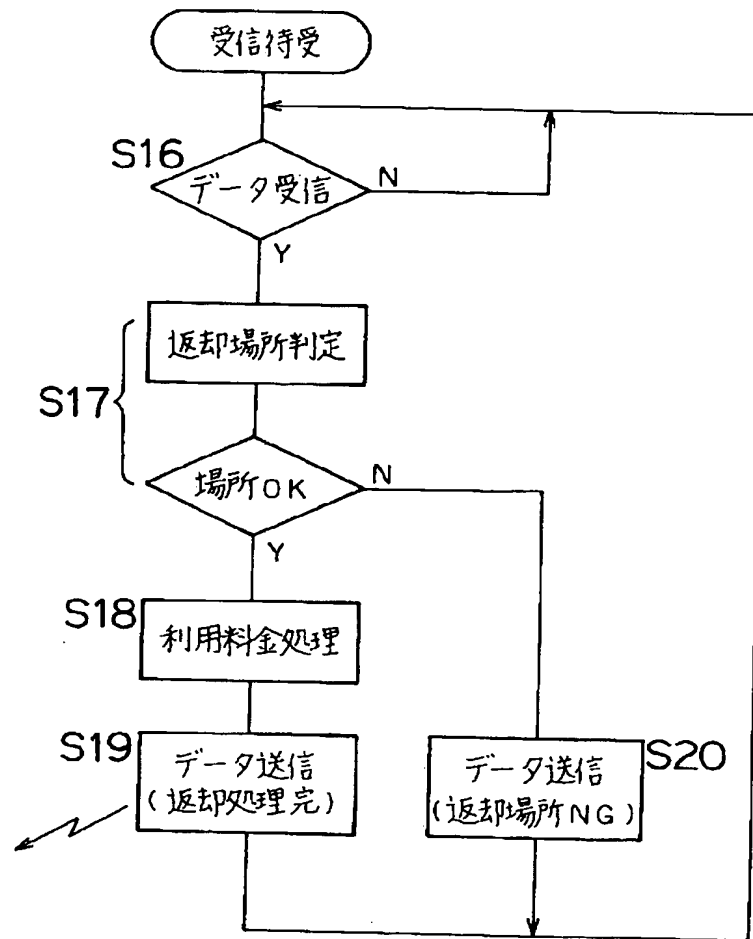 受信待受
S16
データ受信
N
Y
返却場所判定
S17
場所OK
N
Y
S18
利用料金処理
S19
データ送信
(返却処理完)
S20
データ送信
(返却場所NG)